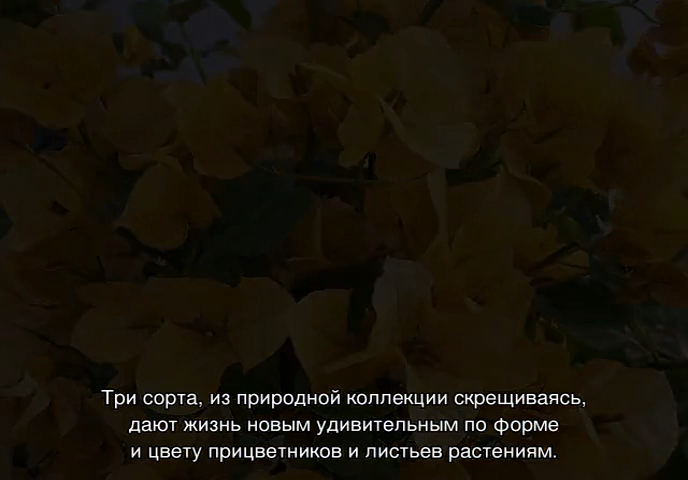 Три сорта, из природной коллекции скрещиваясь,
дают жизнь новым удивительным по форме
и цвету прицветников и листьев растениям.